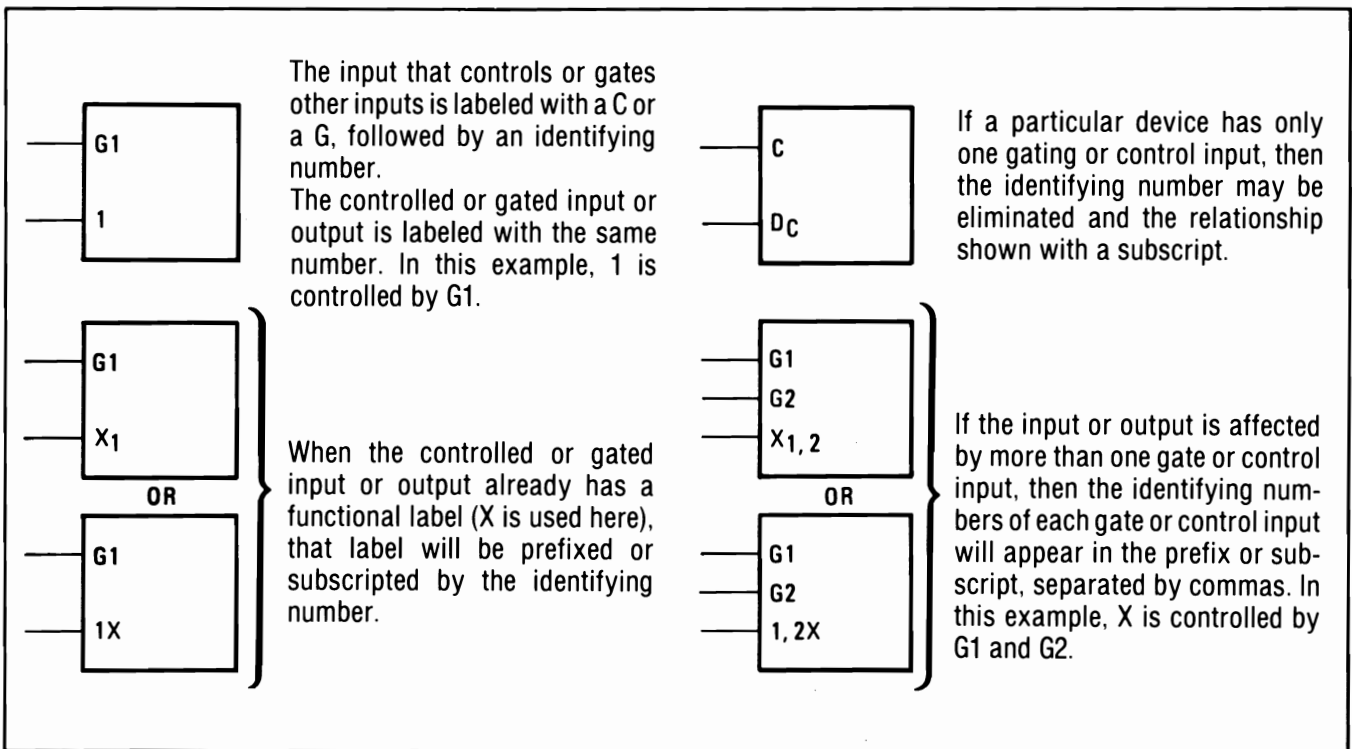 G1
1
The input that controls or gates
other inputs is labeled with a C or
a G, followed by an identifying
number.
The controlled or gated input or
output is labeled with the same
number. In this example, 1 is
controlled by G1.
G1
X1
OR
G1
1X
When the controlled or gated
input or output already has a
functional label (X is used here),
that label will be prefixed or
subscripted by the identifying
number.
C
DC
If a particular device has only
one gating or control input, then
the identifying number may be
eliminated and the relationship
shown with a subscript.
G1
G2
X1, 2
OR
G1
G2
1, 2X
If the input or output is affected
by more than one gate or control
input, then the identifying num-
bers of each gate or control input
will appear in the prefix or sub-
script, separated by commas. In
this example, X is controlled by
G1 and G2.